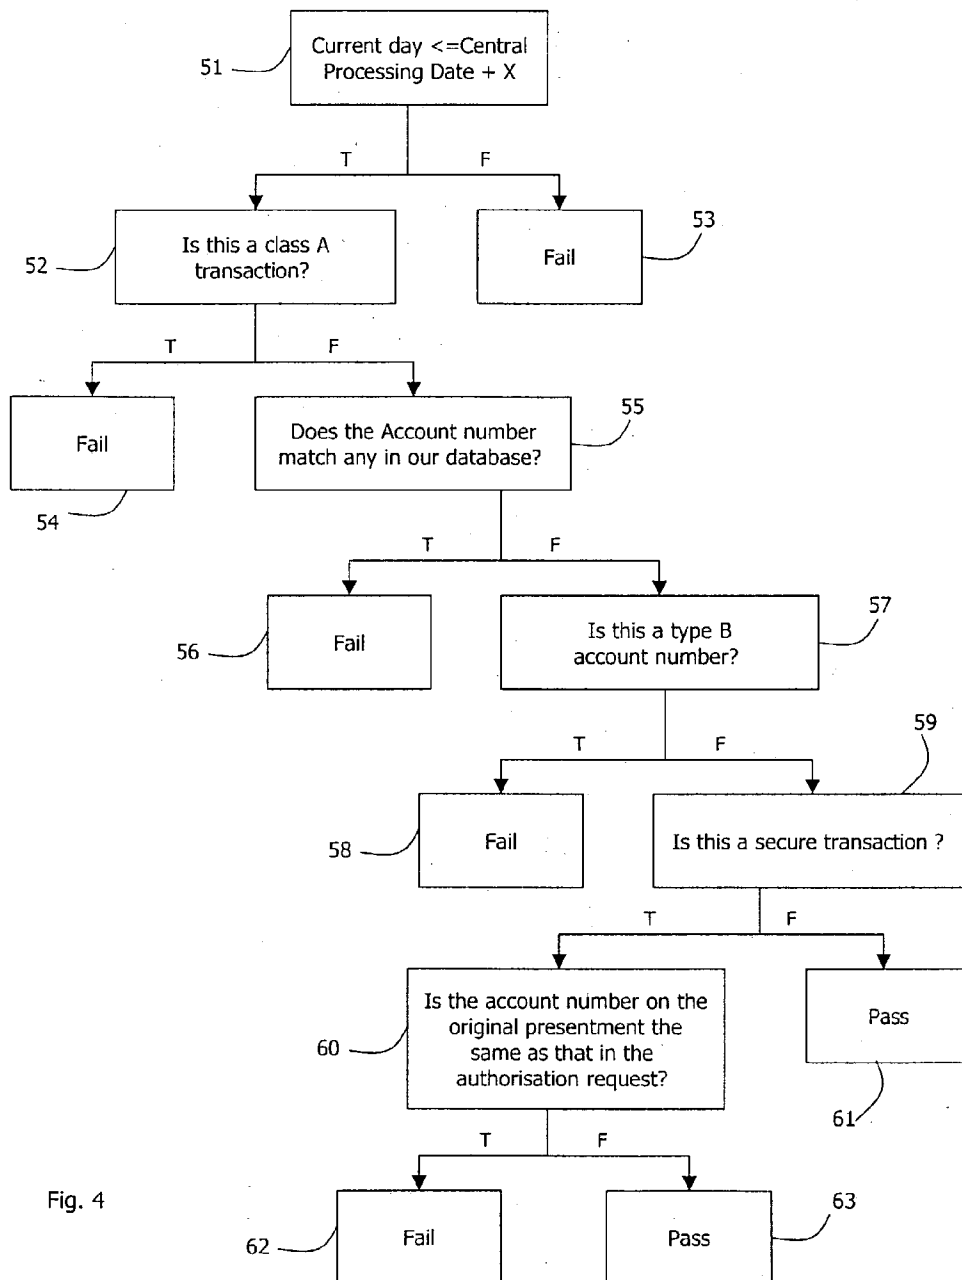 Current day <=Central
Processing Date + X
51
T
F
Is this a class A
transaction?
52
Fail
53
T
F
Fail
54
Does the Account number
match any in our database?
55
T
F
Fail
56
Is this a type B
account number?
57
T
F
Fail
58
Is this a secure transaction ?
59
T
F
Is the account number on the
original presentment the
same as that in the
authorisation request?
60
Pass
61
T
F
Fail
62
Pass
63
Fig. 4